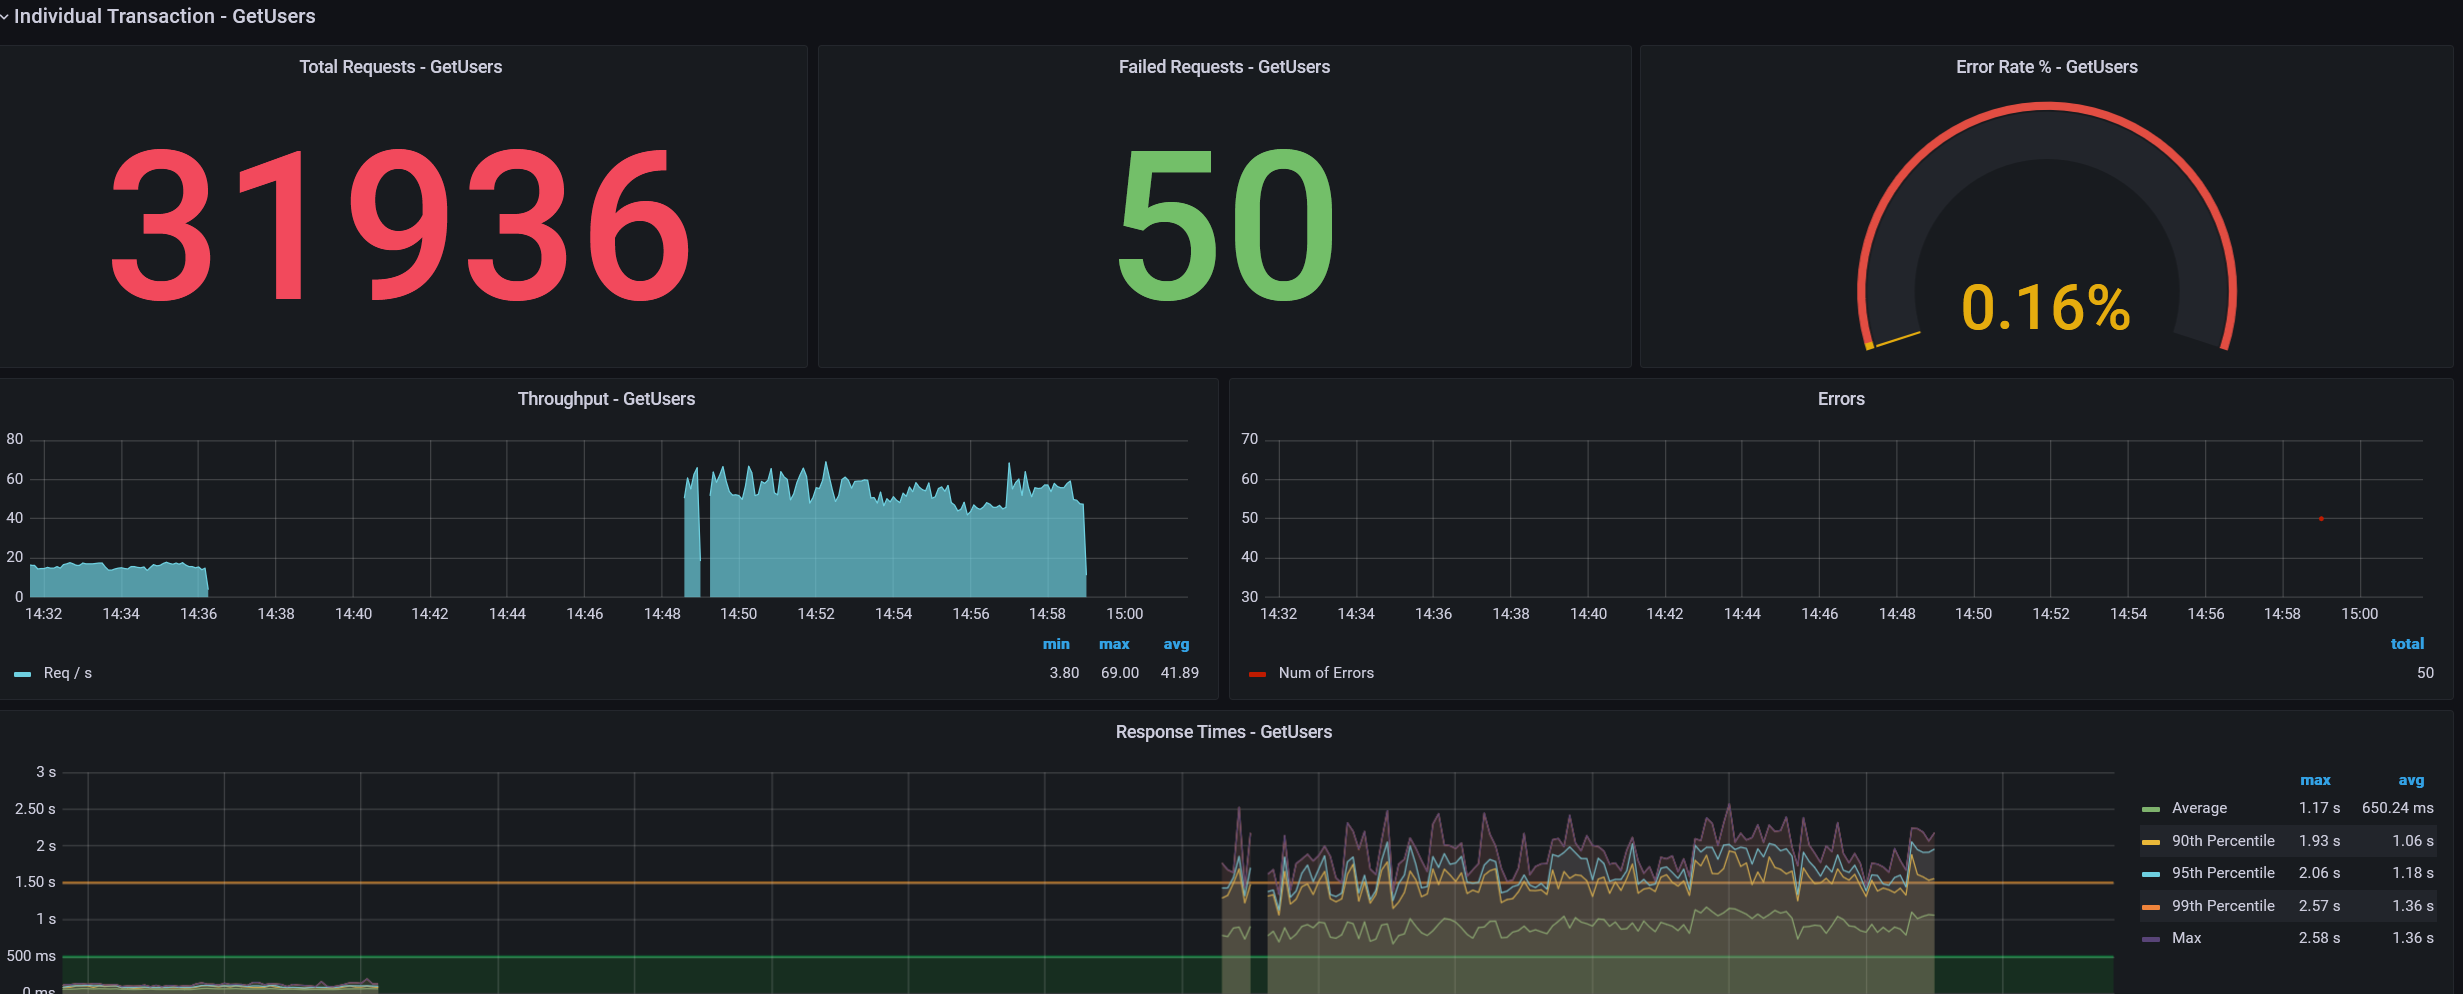 Individual Transaction - GetUsers
Total Requests - GetUsers
Failed Requests - GetUsers
Error Rate % - GetUsers
31936
50
0.16%
Throughput - GetUsers
80
60
40
20
0
14:32 14:34 14:36 14:38 14:40 14:42 14:44 14:46 14:48 14:50 14:52 14:54 14:56 14:58 15:00
min max avg
Req / s 3.80 69.00 41.89
Errors
70
60
50
40
30
14:32 14:34 14:36 14:38 14:40 14:42 14:44 14:46 14:48 14:50 14:52 14:54 14:56 14:58 15:00
total
Num of Errors 50
Response Times - GetUsers
3 s
2.50 s
2 s
1.50 s
1 s
500 ms
0 ms
max avg
Average 1.17 s 650.24 ms
90th Percentile 1.93 s 1.06 s
95th Percentile 2.06 s 1.18 s
99th Percentile 2.57 s 1.36 s
Max 2.58 s 1.36 s